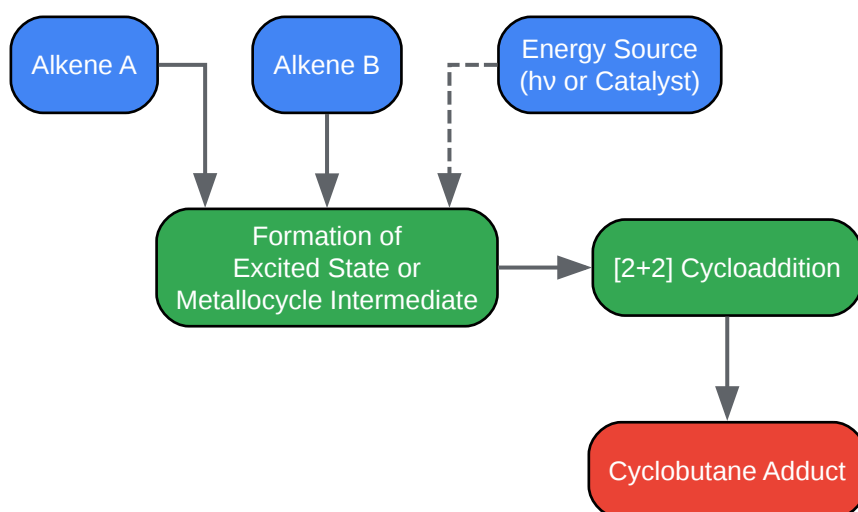 Alkene A
Alkene B
Energy Source
(hν or Catalyst)
Formation of
Excited State or
Metallocycle Intermediate
[2+2] Cycloaddition
Cyclobutane Adduct